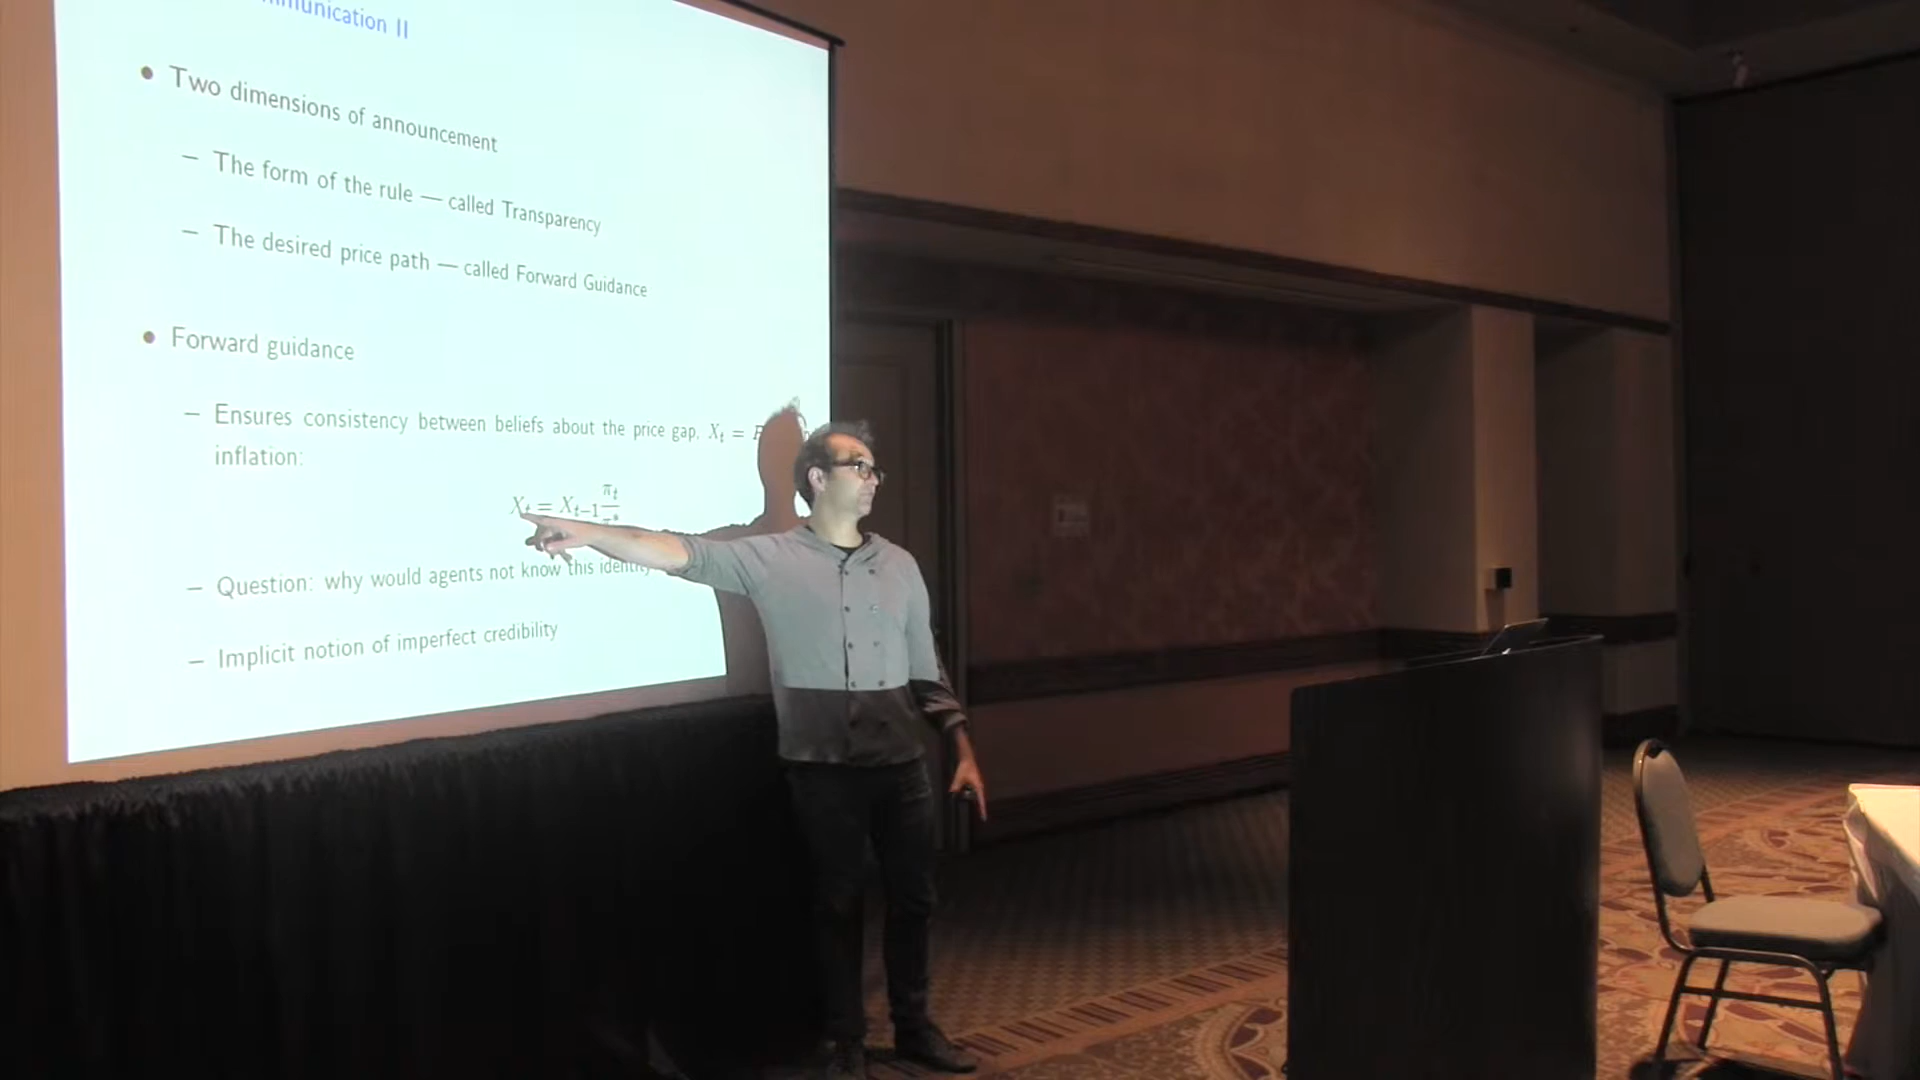 II
• Two dimensions of announcement
– The form of the rule — called Transparency
– The desired price path — called Forward Guidance
• Forward guidance
– Ensures consistency between beliefs about the price gap, Xₜ =
inflation:
Xₜ = Xₜ₋₁ πₜ
– Question: why would agents not know this identity
– Implicit notion of imperfect credibility